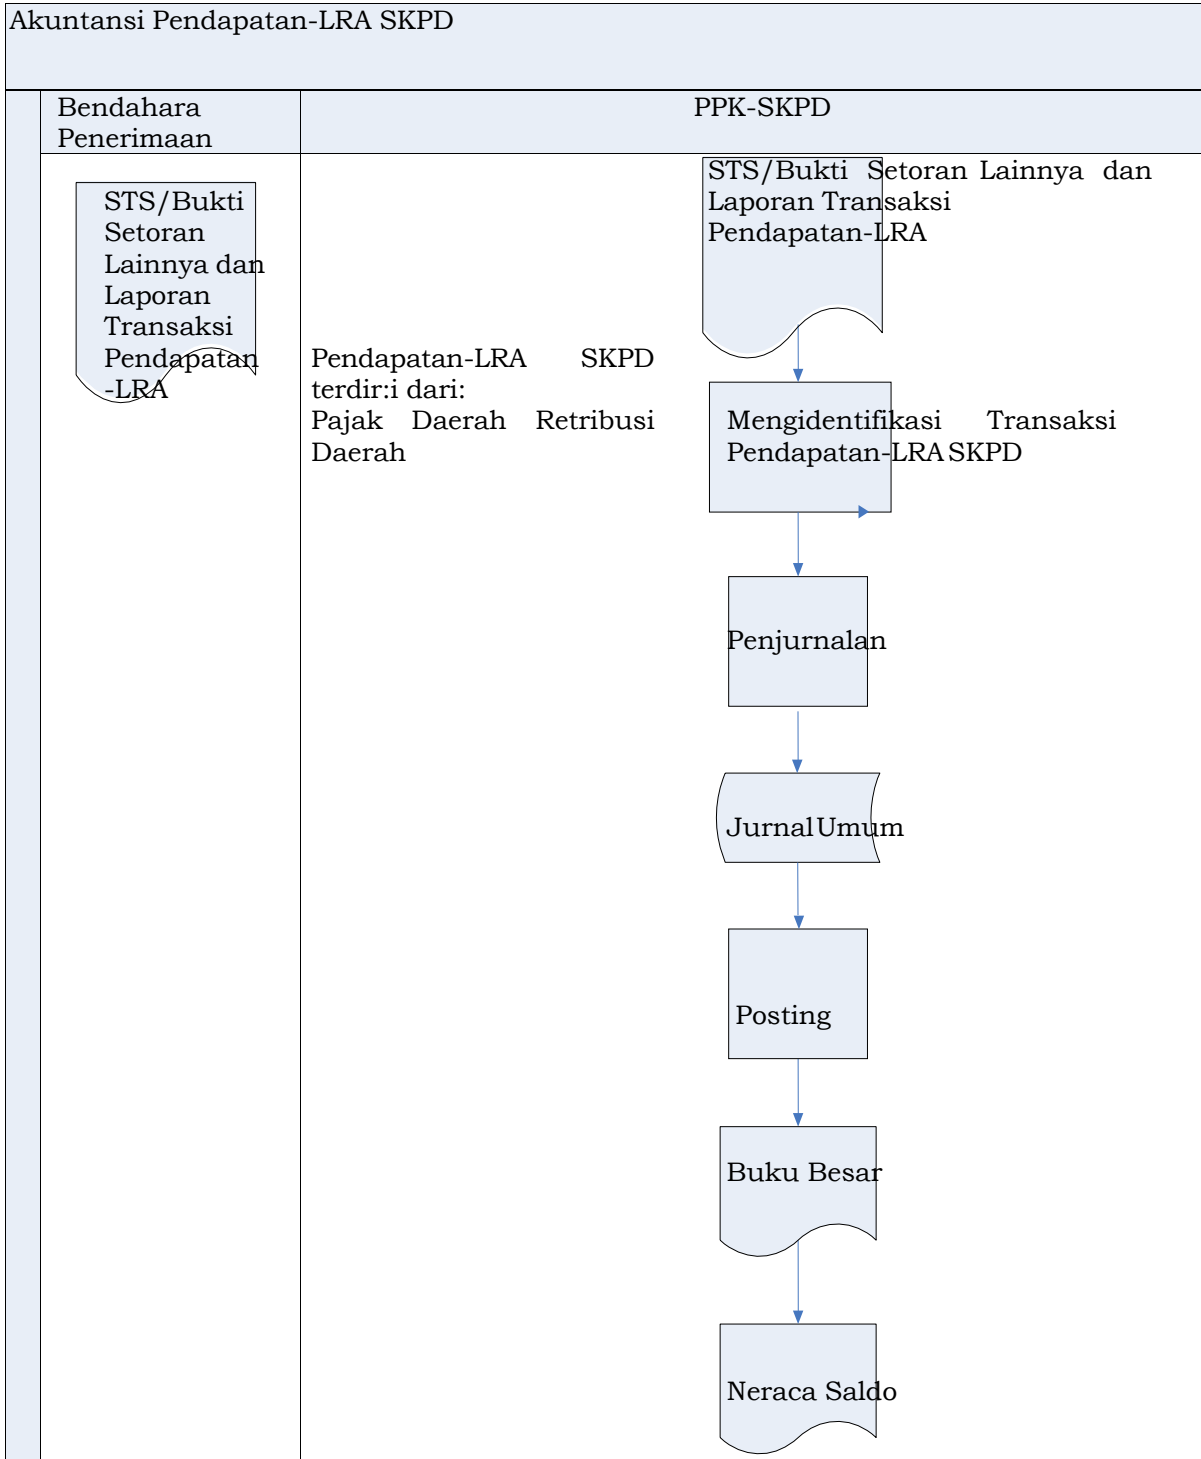 Akuntansi Pendapatan-LRA SKPD
Bendahara
Penerimaan
PPK-SKPD
STS/Bukti
Setoran
Lainnya dan
Laporan
Transaksi
Pendapatan
-LRA
STS/Bukti Setoran Lainnya dan
Laporan Transaksi
Pendapatan-LRA
Pendapatan-LRA SKPD
terdir:i dari:
Pajak Daerah Retribusi
Daerah
Mengidentifikasi Transaksi
Pendapatan-LRA SKPD
Penjurnalan
Jurnal Umum
Posting
Buku Besar
Neraca Saldo